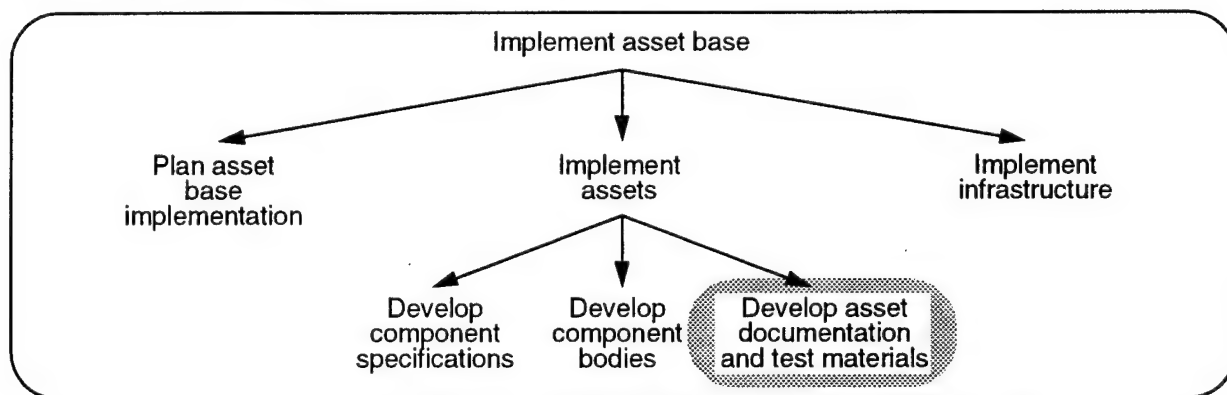 Implement asset base
Plan asset
base
implementation
Implement
assets
Implement
infrastructure
Develop
component
specifications
Develop
component
bodies
Develop asset
documentation
and test materials